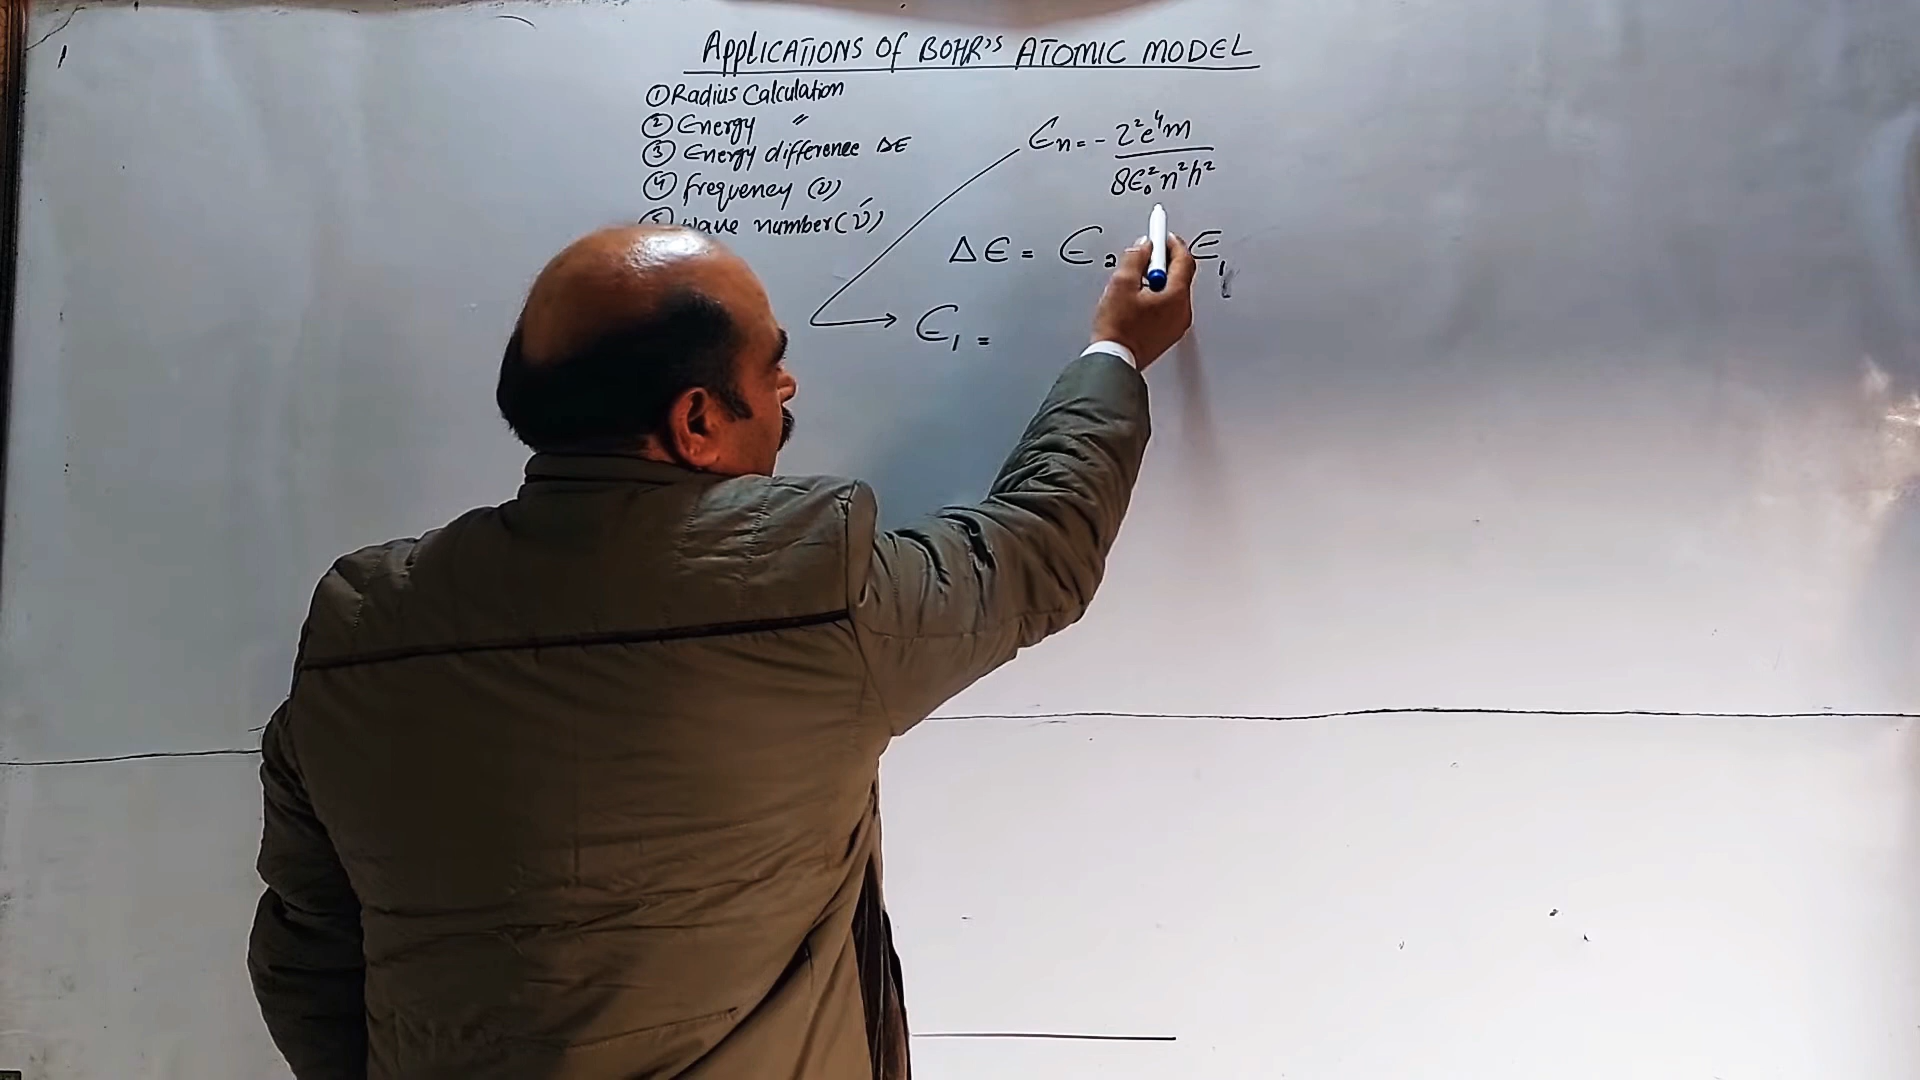 APPLICATIONS OF BOHR'S ATOMIC MODEL
① Radius Calculation
② Energy "
③ Energy difference ΔE
④ frequency (ν)
⑤ wave number (ν̄)
Eₙ = - Z²e⁴m / 8ε₀²n²h²
ΔE = E₂ E₁
E₁ =